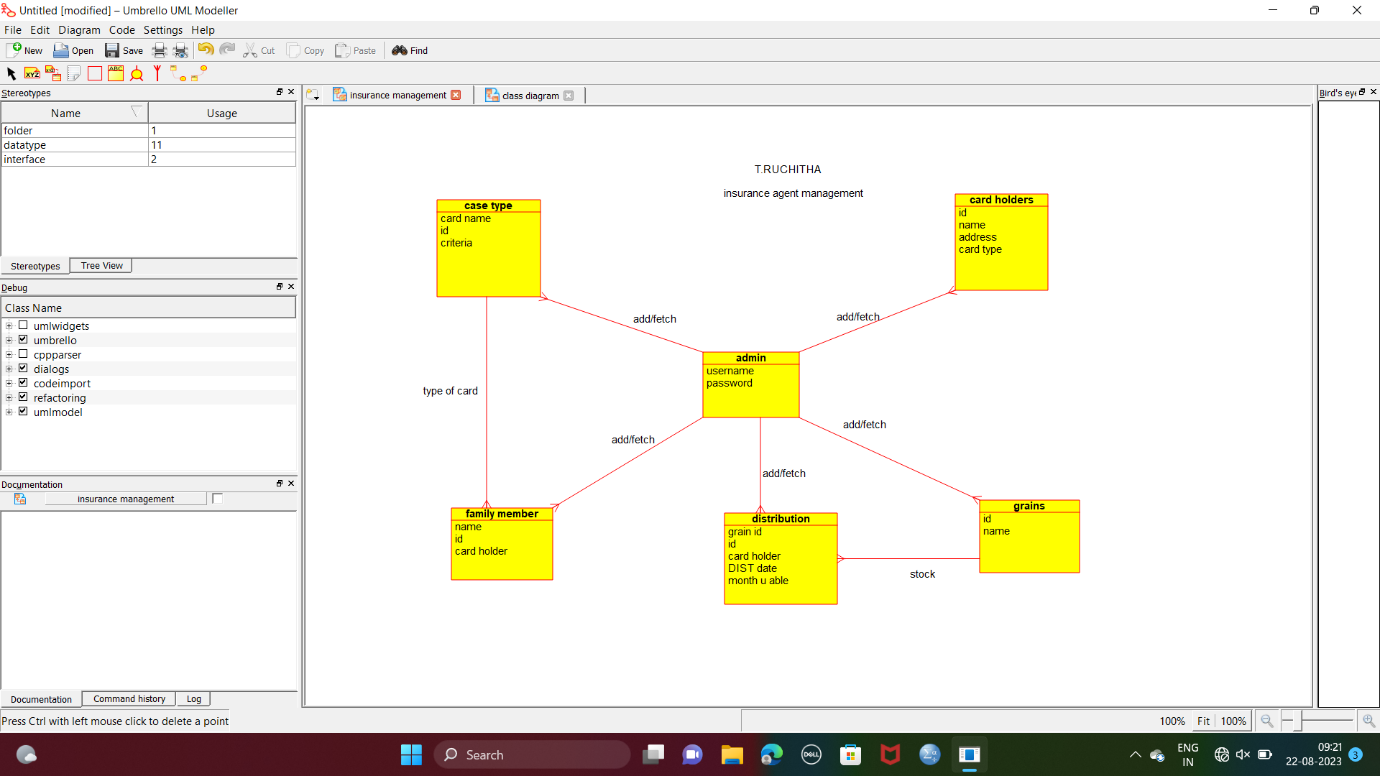 Untitled [modified] – Umbrello UML Modeller
File Edit Diagram Code Settings Help
New Open Save Cut Copy Paste Find
XYZ ABC
Stereotypes
Name Usage
folder 1
datatype 11
interface 2
Stereotypes Tree View
Debug
Class Name
umlwidgets
umbrello
cppparser
dialogs
codeimport
refactoring
umlmodel
Documentation
insurance management
Documentation Command history Log
Press Ctrl with left mouse click to delete a point
insurance management class diagram
T.RUCHITHA
insurance agent management
case type
card name
id
criteria
card holders
id
name
address
card type
add/fetch
add/fetch
admin
username
password
type of card
add/fetch
add/fetch
add/fetch
family member
name
id
card holder
distribution
grain id
id
card holder
DIST date
month u able
grains
id
name
stock
Bird's eye
100% Fit 100%
Search
DELL
ENG
IN
09:21
22-08-2023
3